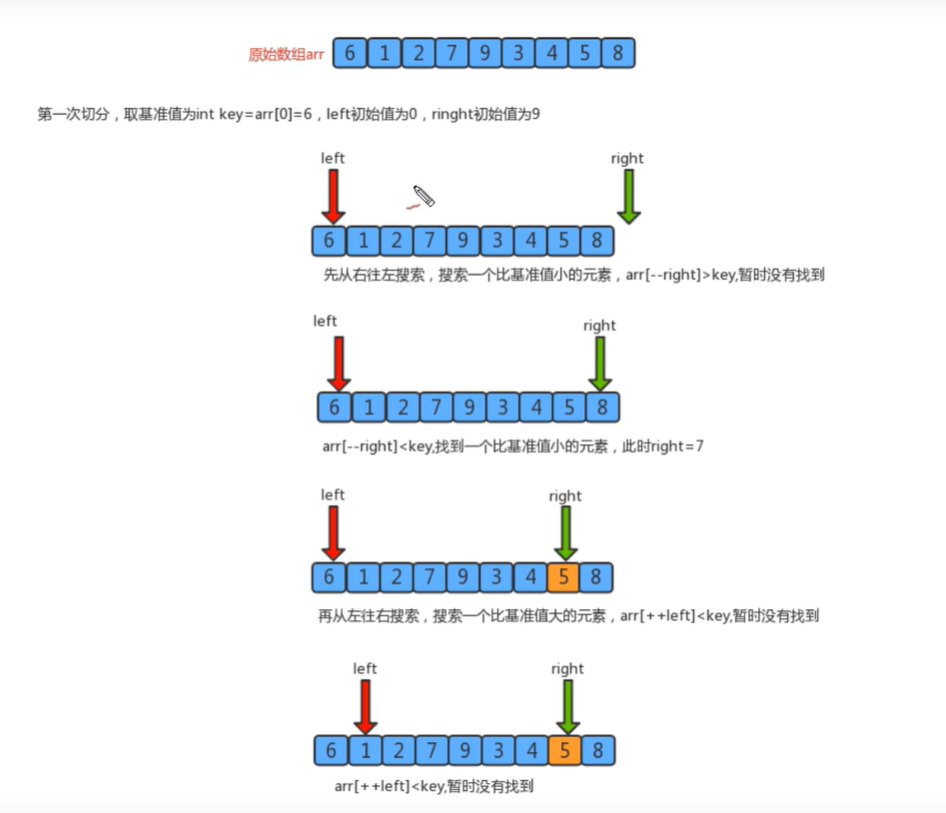 原始数组arr 6 1 2 7 9 3 4 5 8
第一次切分，取基准值为int key=arr[0]=6，left初始值为0，ringht初始值为9
left right
6 1 2 7 9 3 4 5 8
先从右往左搜索，搜索一个比基准值小的元素，arr[--right]>key,暂时没有找到
left right
6 1 2 7 9 3 4 5 8
arr[--right]<key,找到一个比基准值小的元素，此时right=7
left right
6 1 2 7 9 3 4 5 8
再从左往右搜索，搜索一个比基准值大的元素，arr[++left]<key,暂时没有找到
left right
6 1 2 7 9 3 4 5 8
arr[++left]<key,暂时没有找到